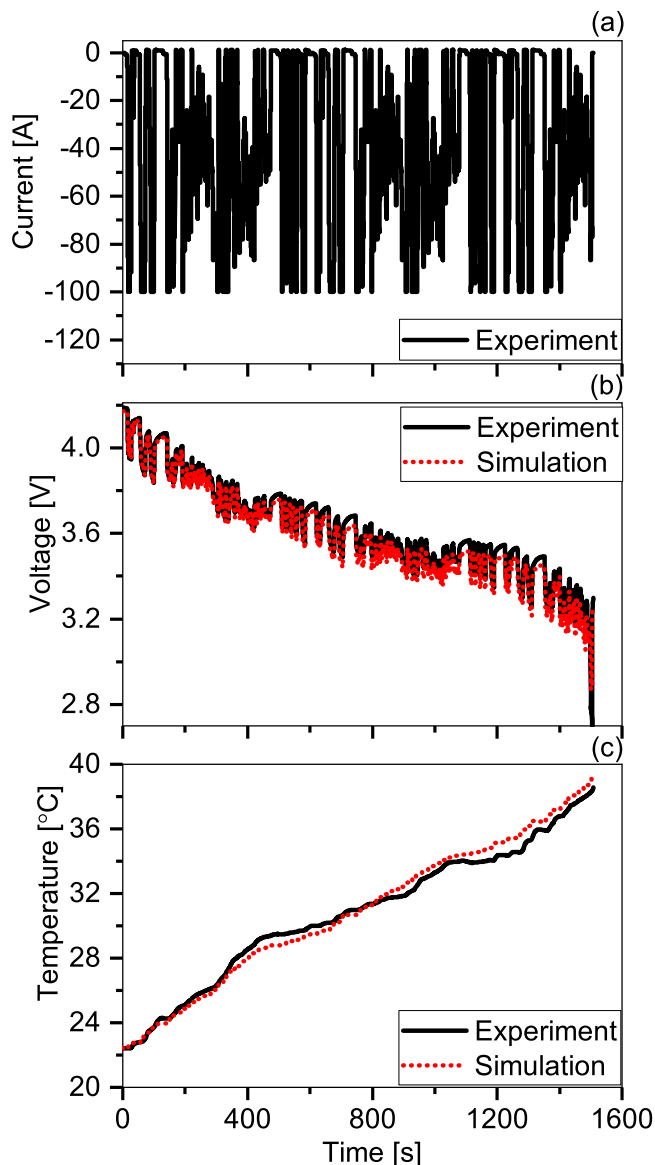 (a)
0
-20
-40
-60
-80
-100
-120
Current [A]
Experiment
(b)
4.0
3.6
3.2
2.8
Voltage [V]
Experiment
Simulation
(c)
40
36
32
28
24
20
Temperature [°C]
Experiment
Simulation
0 400 800 1200 1600
Time [s]